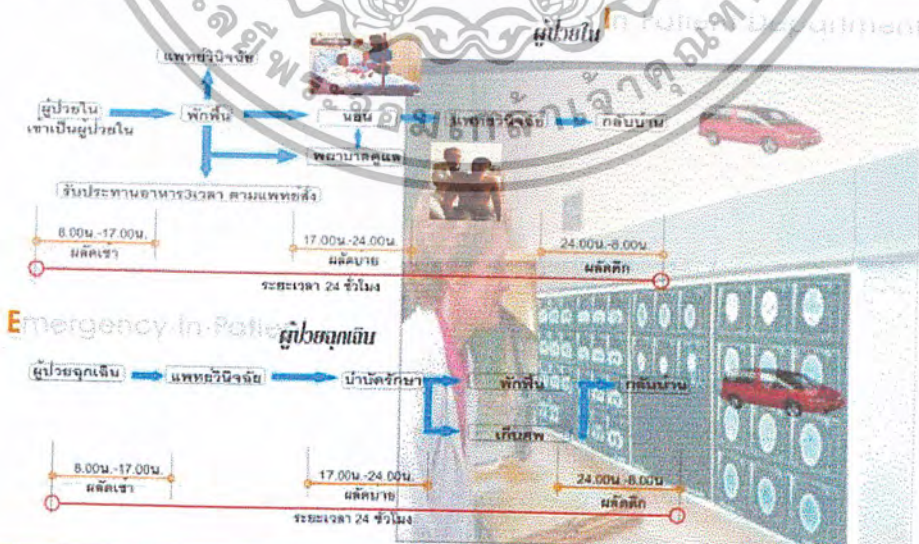 In Patient Department
ผู้ป่วยใน
แพทย์วินิจฉัย
ผู้ป่วยใน
เข้าเป็นผู้ป่วยใน
พักฟื้น
นอน
แพทย์วินิจฉัย
กลับบ้าน
พยาบาลดูแล
รับประทานอาหาร3เวลา ตามแพทย์สั่ง
8.00น.-17.00น.
ผลัดเช้า
17.00น.-24.00น.
ผลัดบาย
24.00น.-8.00น.
ผลัดดึก
ระยะเวลา 24 ชั่วโมง
Emergency In-Patient
ผู้ป่วยฉุกเฉิน
ผู้ป่วยฉุกเฉิน
แพทย์วินิจฉัย
บำบัดรักษา
พักฟื้น
กลับบ้าน
เก็บศพ
8.00น.-17.00น.
ผลัดเช้า
17.00น.-24.00น.
ผลัดบาย
24.00น.-8.00น.
ผลัดดึก
ระยะเวลา 24 ชั่วโมง